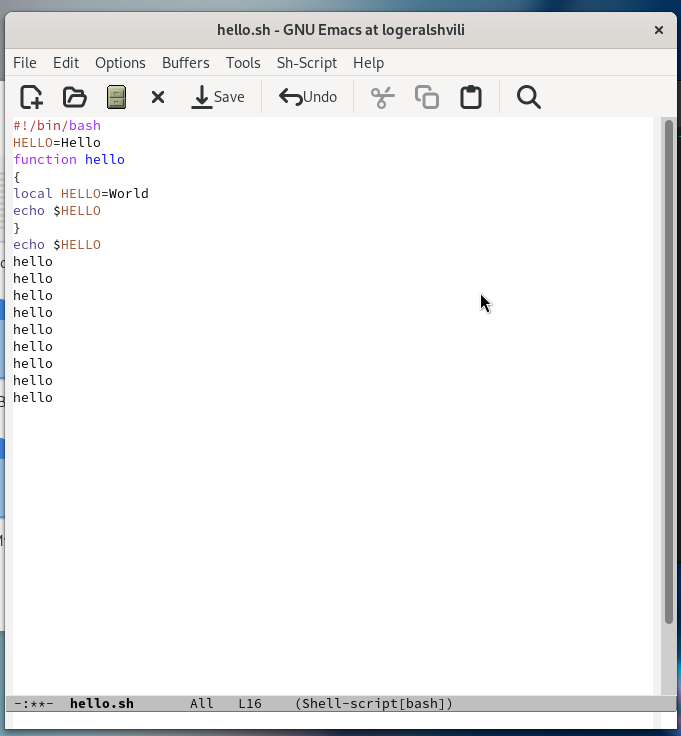 hello.sh - GNU Emacs at logeralshvili
File Edit Options Buffers Tools Sh-Script Help
Save Undo
#!/bin/bash
HELLO=Hello
function hello
{
local HELLO=World
echo $HELLO
}
echo $HELLO
hello
hello
hello
hello
hello
hello
hello
hello
hello
-:**- hello.sh All L16 (Shell-script[bash])